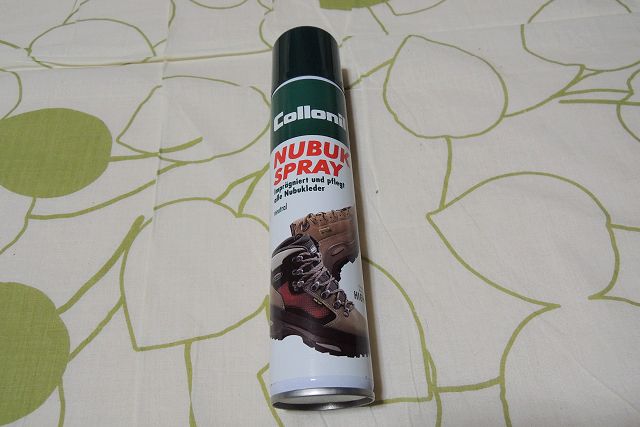 Collonil
NUBUK
SPRAY
Imprägniert und pflegt
alle Nubukleder
neutral